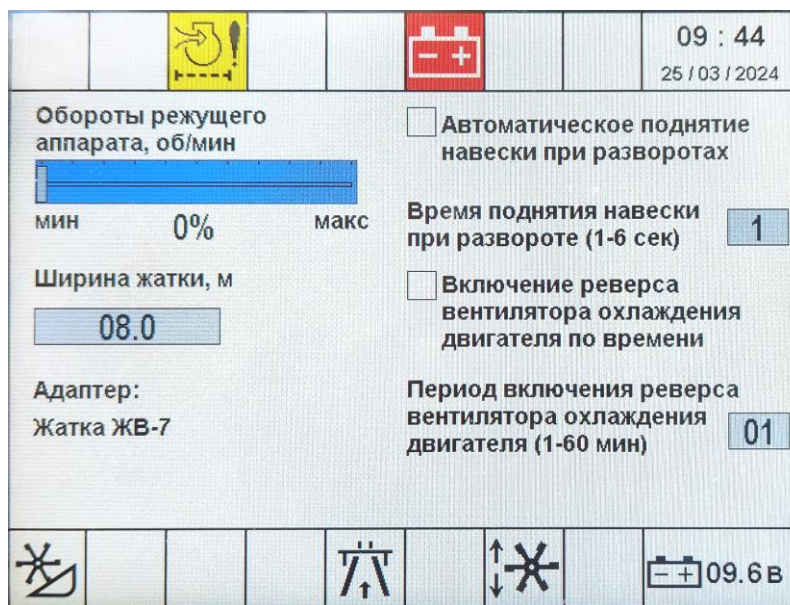 09 : 44
25 / 03 / 2024
Обороты режущего
аппарата, об/мин
мин 0% макс
Ширина жатки, м
08.0
Адаптер:
Жатка ЖВ-7
Автоматическое поднятие
навески при разворотах
Время поднятия навески
при развороте (1-6 сек)
1
Включение реверса
вентилятора охлаждения
двигателя по времени
Период включения реверса
вентилятора охлаждения
двигателя (1-60 мин)
01
09.6 в